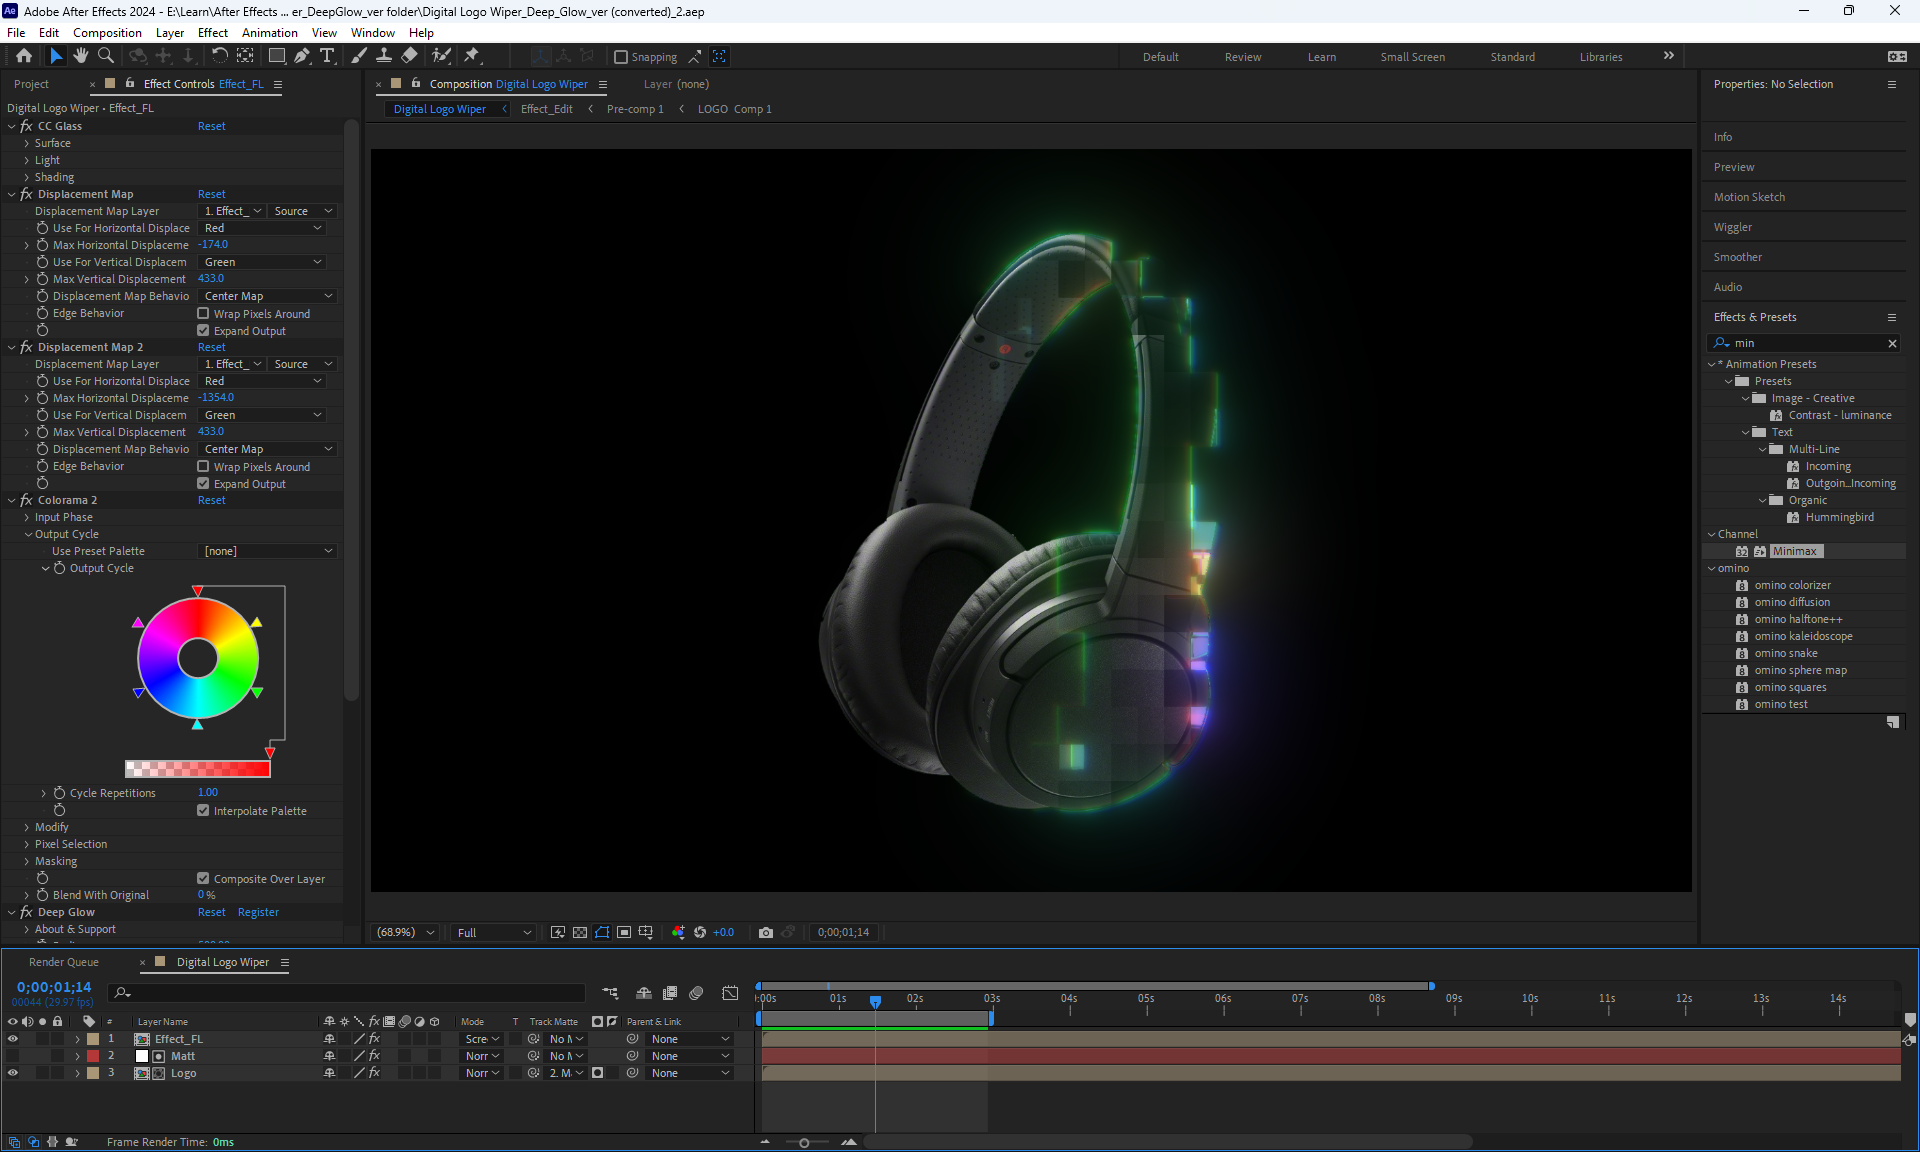 Adobe After Effects 2024 - E:\Learn\After Effects ... er_DeepGlow_ver folder\Digital Logo Wiper_Deep_Glow_ver (converted)_2.aep
File Edit Composition Layer Effect Animation View Window Help
Snapping
Default Review Learn Small Screen Standard Libraries
Project
Effect Controls Effect_FL
Digital Logo Wiper • Effect_FL
fx CC Glass Reset
Surface
Light
Shading
fx Displacement Map Reset
Displacement Map Layer 1. Effect_ Source
Use For Horizontal Displace Red
Max Horizontal Displaceme -174.0
Use For Vertical Displacem Green
Max Vertical Displacement 433.0
Displacement Map Behavio Center Map
Edge Behavior Wrap Pixels Around
Expand Output
fx Displacement Map 2 Reset
Displacement Map Layer 1. Effect_ Source
Use For Horizontal Displace Red
Max Horizontal Displaceme -1354.0
Use For Vertical Displacem Green
Max Vertical Displacement 433.0
Displacement Map Behavio Center Map
Edge Behavior Wrap Pixels Around
Expand Output
fx Colorama 2 Reset
Input Phase
Output Cycle
Use Preset Palette [none]
Output Cycle
Cycle Repetitions 1.00
Interpolate Palette
Modify
Pixel Selection
Masking
Composite Over Layer
Blend With Original 0 %
fx Deep Glow Reset Register
About & Support
Composition Digital Logo Wiper
Layer (none)
Digital Logo Wiper Effect_Edit Pre-comp 1 LOGO Comp 1
(68.9%) Full +0.0 0;00;01;14
Properties: No Selection
Info
Preview
Motion Sketch
Wiggler
Smoother
Audio
Effects & Presets
min
* Animation Presets
Presets
Image - Creative
Contrast - luminance
Text
Multi-Line
Incoming
Outgoin...Incoming
Organic
Hummingbird
Channel
32 Minimax
omino
8 omino colorizer
8 omino diffusion
8 omino halftone++
8 omino kaleidoscope
8 omino snake
8 omino sphere map
8 omino squares
8 omino test
Render Queue
Digital Logo Wiper
0;00;01;14
00044 (29.97 fps)
:00s 01s 02s 03s 04s 05s 06s 07s 08s 09s 10s 11s 12s 13s 14s
# Layer Name fx Mode T Track Matte Parent & Link
1 Effect_FL fx Scre No M None
2 Matt fx Norr No M None
3 Logo fx Norr 2. M None
Frame Render Time: 0ms